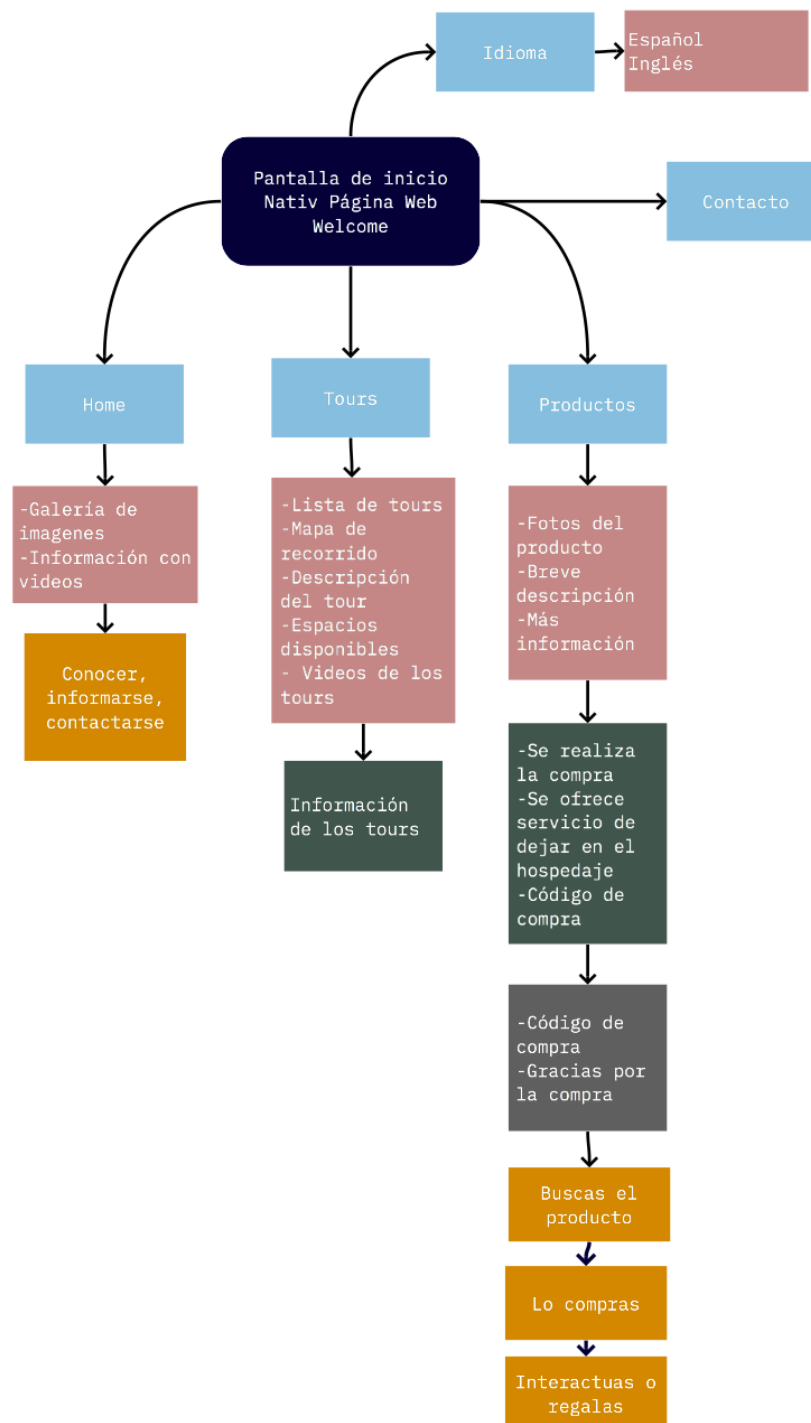 Idioma
Español
Inglés
Pantalla de inicio
Nativ Página Web
Welcome
Contacto
Home
Tours
Productos
-Galería de
imagenes
-Información con
videos
-Lista de tours
-Mapa de
recorrido
-Descripción
del tour
-Espacios
disponibles
- Videos de los
tours
-Fotos del
producto
-Breve
descripción
-Más
información
Conocer,
informarse,
contactarse
Información
de los tours
-Se realiza
la compra
-Se ofrece
servicio de
dejar en el
hospedaje
-Código de
compra
-Código de
compra
-Gracias por
la compra
Buscas el
producto
Lo compras
Interactuas o
regalas